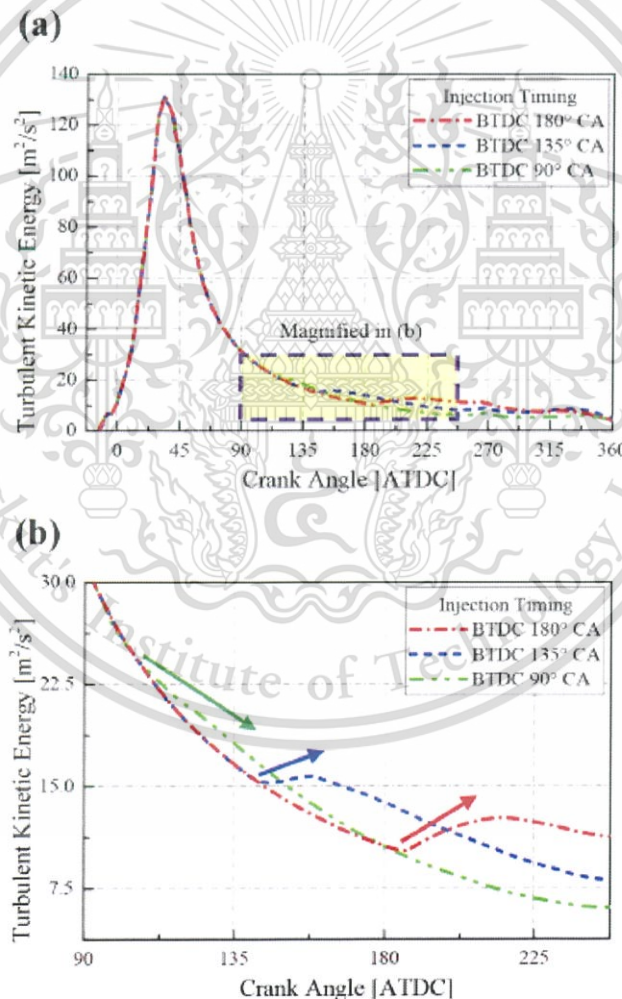 (a)
Turbulent Kinetic Energy [m²/s²]
140
120
100
80
60
40
20
0
Injection Timing
BTDC 180° CA
BTDC 135° CA
BTDC 90° CA
Magnified in (b)
0 45 90 135 180 225 270 315 360
Crank Angle [ATDC]
(b)
Turbulent Kinetic Energy [m²/s²]
30.0
22.5
15.0
7.5
Injection Timing
BTDC 180° CA
BTDC 135° CA
BTDC 90° CA
90 135 180 225
Crank Angle [ATDC]
Institute of Technology